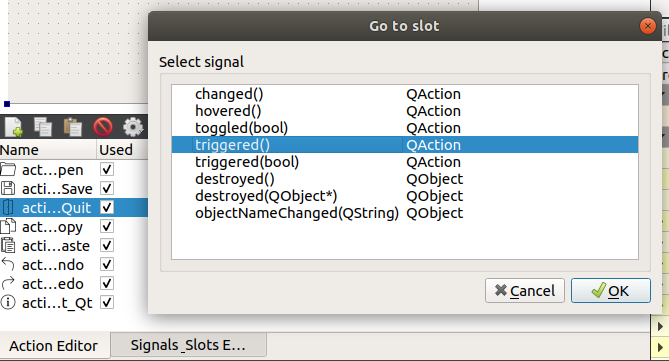 Go to slot
Select signal
changed() QAction
hovered() QAction
toggled(bool) QAction
triggered() QAction
triggered(bool) QAction
destroyed() QObject
destroyed(QObject*) QObject
objectNameChanged(QString) QObject
Cancel
OK
Name Used
act...pen
acti...Save
acti...Quit
act...opy
acti...aste
act...ndo
act...edo
acti...t_Qt
Action Editor
Signals_Slots E...